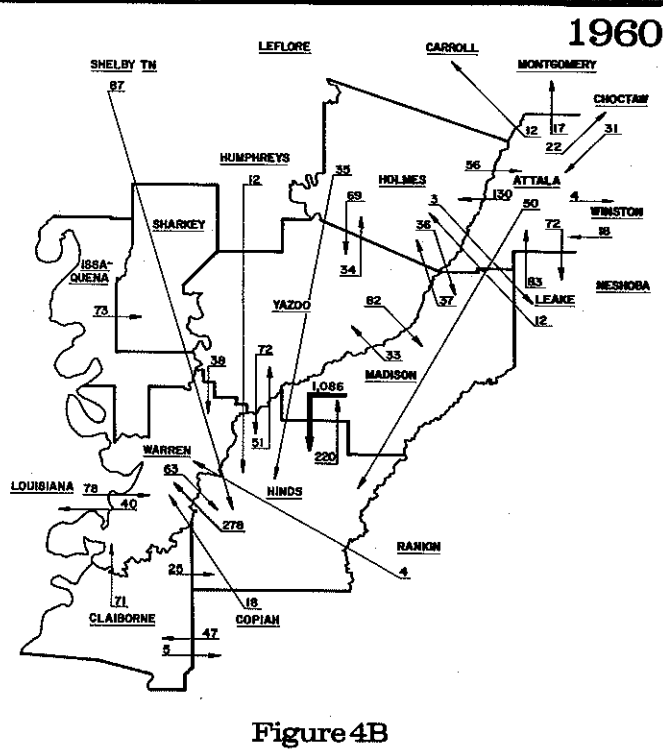 1960
LEFLORE
CARROLL
SHELBY TN
MONTGOMERY
87
CHOCTAW
12
17
22
31
HUMPHREYS
12
35
HOLMES
56
ATTALA
69
3
130
50
4
WINSTON
SHARKEY
36
72
18
ISSA-
QUENA
34
83
NESHOBA
73
YAZOO
82
37
LEAKE
12
38
72
33
MADISON
1,086
51
220
WARREN
63
LOUISIANA
78
HINDS
40
278
RANKIN
25
4
71
18
CLAIBORNE
COPIAH
47
5
Figure 4B